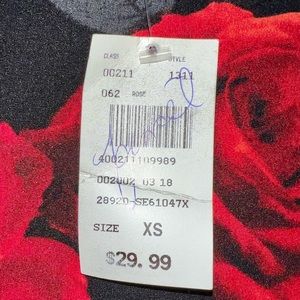 CLASS STYLE
00211 1311
062 ROSE
400211109989
002002 03 18
28920-SE61047X
SIZE XS
$29.99